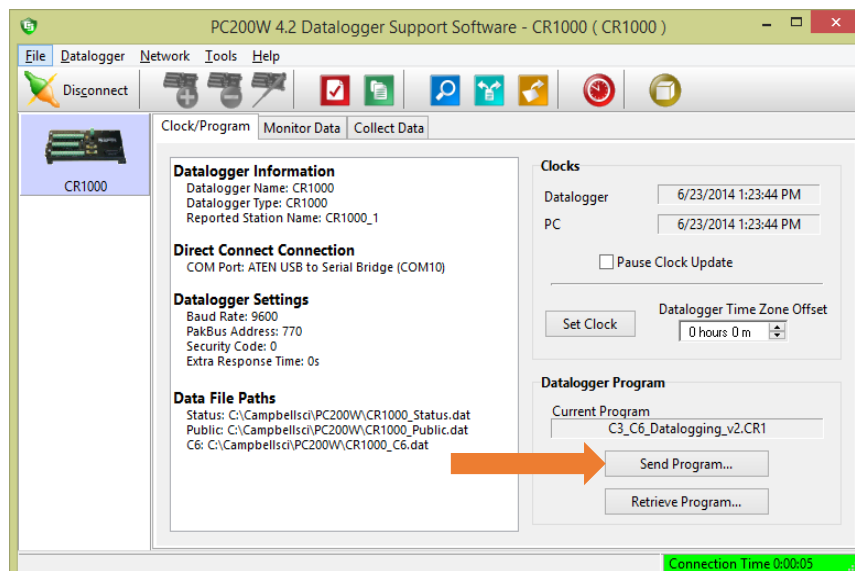 PC200W 4.2 Datalogger Support Software - CR1000 ( CR1000 )
File Datalogger Network Tools Help
Disconnect
CR1000
Clock/Program Monitor Data Collect Data
Datalogger Information
Datalogger Name: CR1000
Datalogger Type: CR1000
Reported Station Name: CR1000_1
Direct Connect Connection
COM Port: ATEN USB to Serial Bridge (COM10)
Datalogger Settings
Baud Rate: 9600
PakBus Address: 770
Security Code: 0
Extra Response Time: 0s
Data File Paths
Status: C:\Campbellsci\PC200W\CR1000_Status.dat
Public: C:\Campbellsci\PC200W\CR1000_Public.dat
C6: C:\Campbellsci\PC200W\CR1000_C6.dat
Clocks
Datalogger 6/23/2014 1:23:44 PM
PC 6/23/2014 1:23:44 PM
Pause Clock Update
Datalogger Time Zone Offset
Set Clock 0 hours 0 m
Datalogger Program
Current Program
C3_C6_Datalogging_v2.CR1
Send Program...
Retrieve Program...
Connection Time 0:00:05